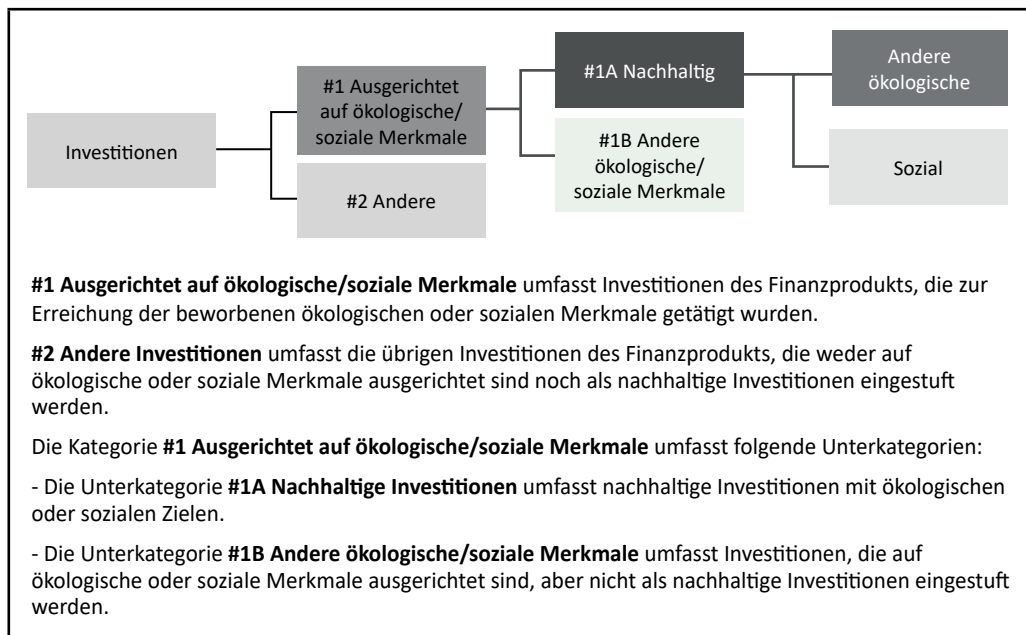 Investitionen
#1 Ausgerichtet
auf ökologische/
soziale Merkmale
#2 Andere
#1A Nachhaltig
#1B Andere
ökologische/
soziale Merkmale
Andere
ökologische
Sozial
#1 Ausgerichtet auf ökologische/soziale Merkmale umfasst Investitionen des Finanzprodukts, die zur
Erreichung der beworbenen ökologischen oder sozialen Merkmale getätigt wurden.
#2 Andere Investitionen umfasst die übrigen Investitionen des Finanzprodukts, die weder auf
ökologische oder soziale Merkmale ausgerichtet sind noch als nachhaltige Investitionen eingestuft
werden.
Die Kategorie #1 Ausgerichtet auf ökologische/soziale Merkmale umfasst folgende Unterkategorien:
- Die Unterkategorie #1A Nachhaltige Investitionen umfasst nachhaltige Investitionen mit ökologischen
oder sozialen Zielen.
- Die Unterkategorie #1B Andere ökologische/soziale Merkmale umfasst Investitionen, die auf
ökologische oder soziale Merkmale ausgerichtet sind, aber nicht als nachhaltige Investitionen eingestuft
werden.